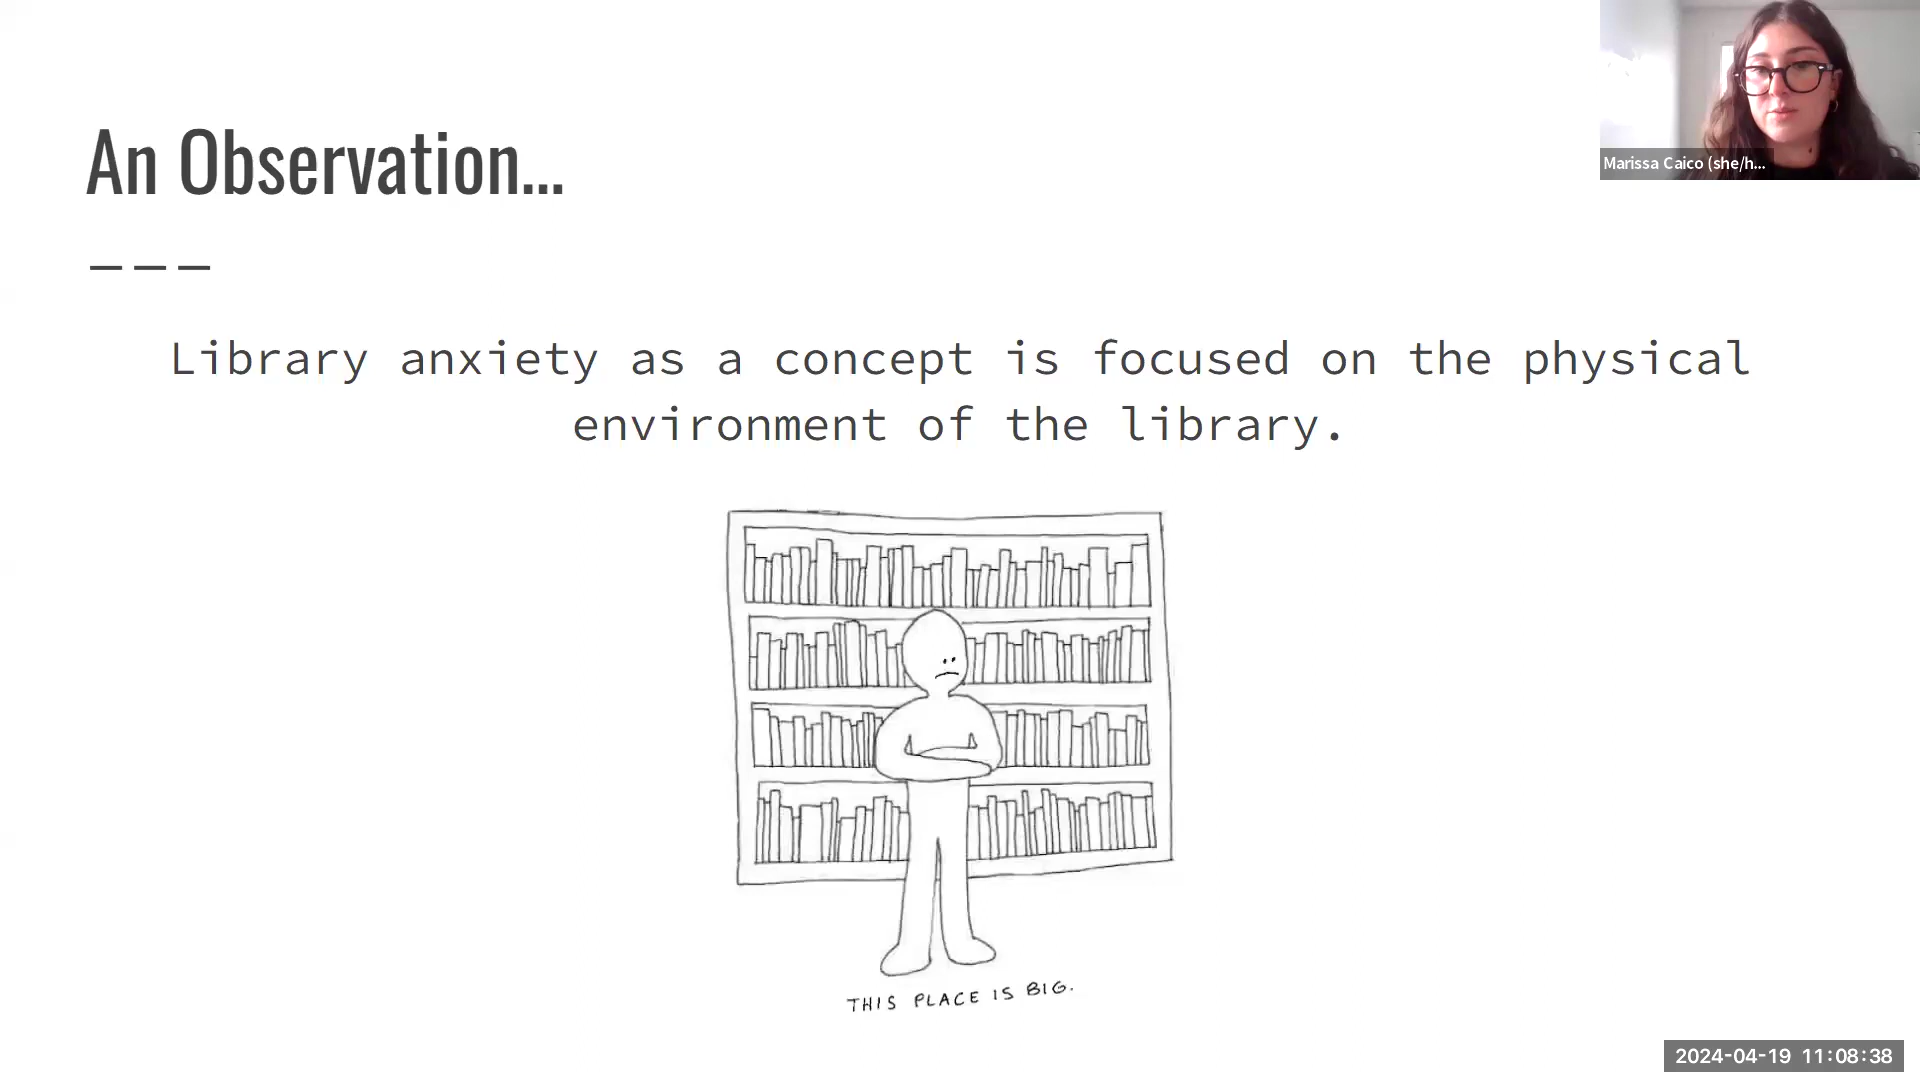 Marissa Caico (she/h...
An Observation...
Library anxiety as a concept is focused on the physical
environment of the library.
THIS PLACE IS BIG.
2024-04-19 11:08:38